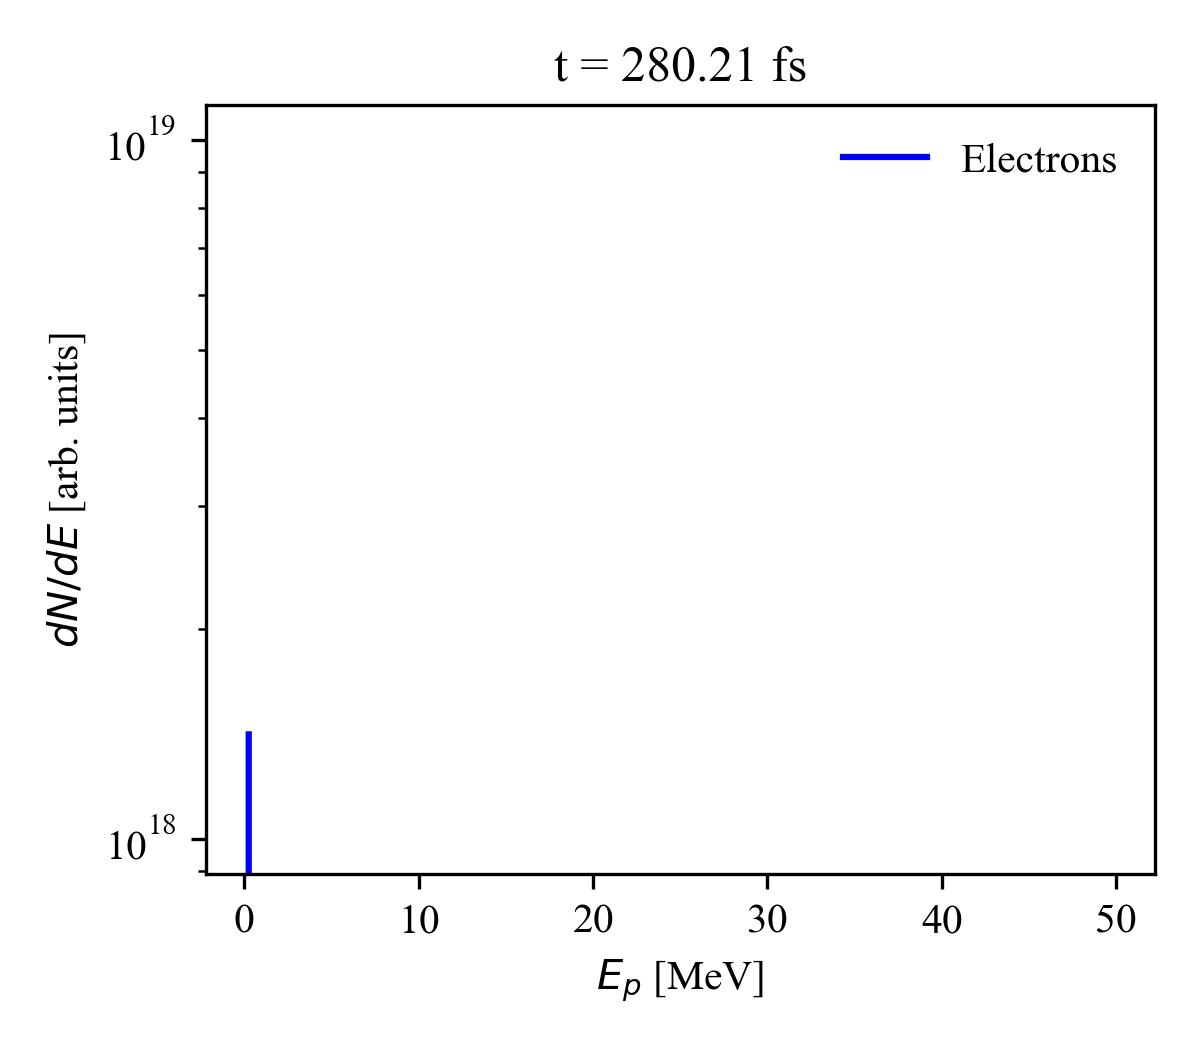 t = 280.21 fs
10^19
Electrons
dN/dE [arb. units]
10^18
0 10 20 30 40 50
E_p [MeV]